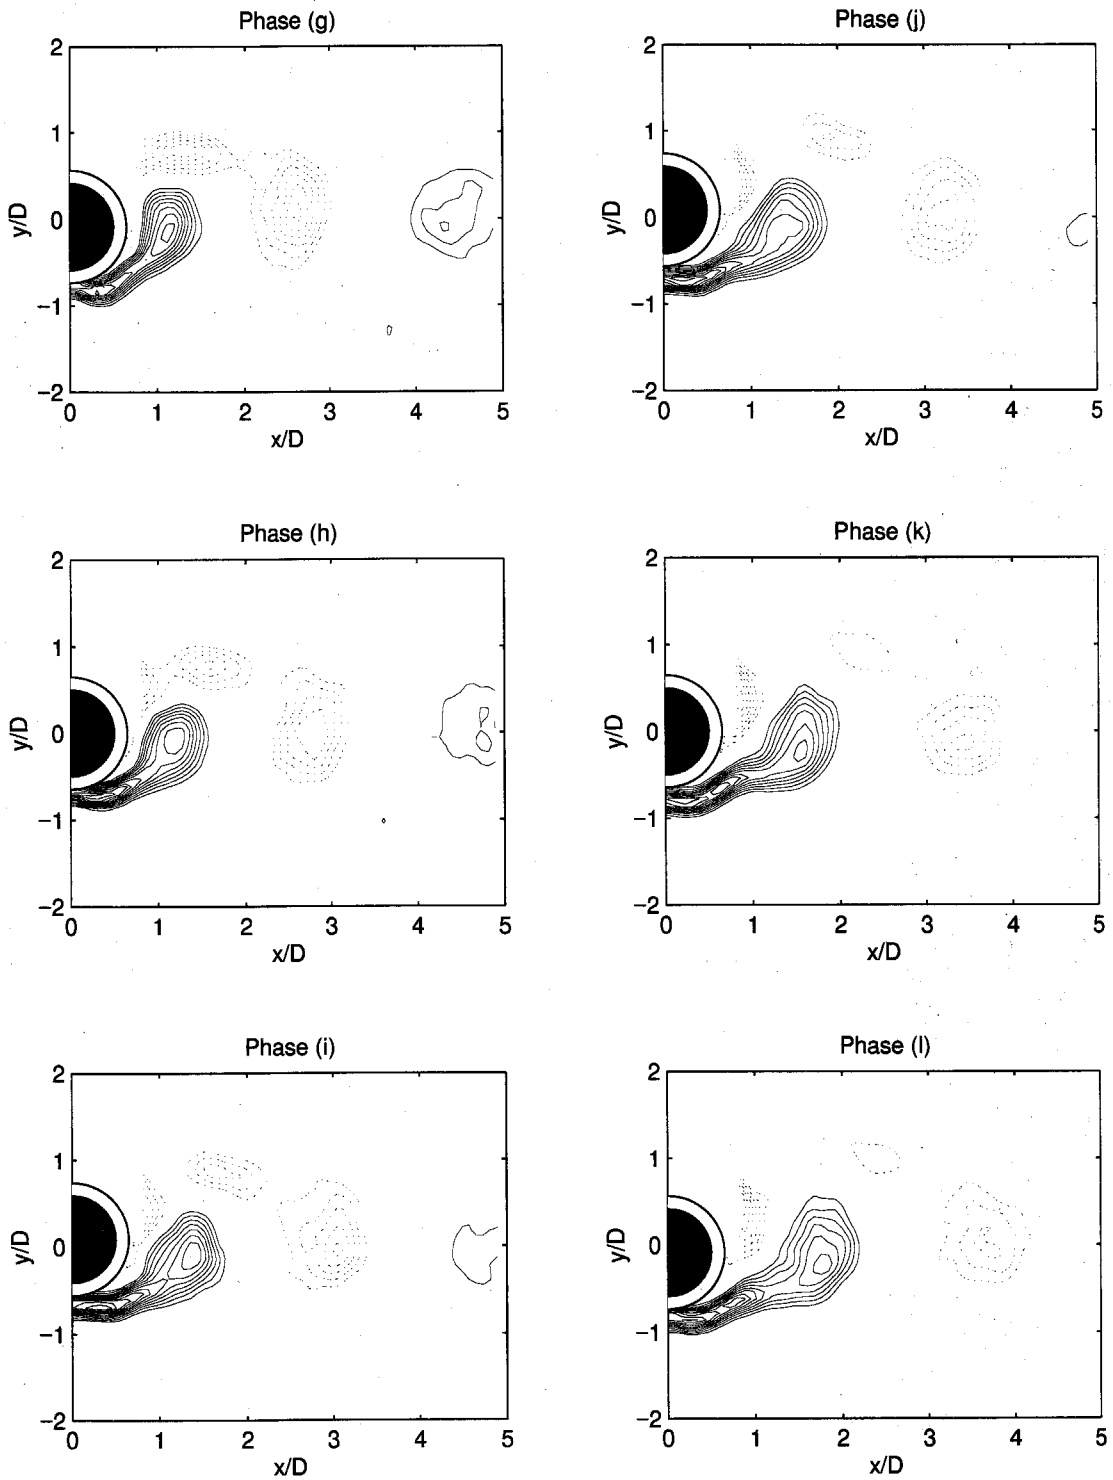 Phase (g)
2
1
0
−1
−2
y/D
0 1 2 3 4 5
x/D
Phase (j)
2
1
0
−1
−2
y/D
0 1 2 3 4 5
x/D
Phase (h)
2
1
0
−1
−2
y/D
0 1 2 3 4 5
x/D
Phase (k)
2
1
0
−1
−2
y/D
0 1 2 3 4 5
x/D
Phase (i)
2
1
0
−1
−2
y/D
0 1 2 3 4 5
x/D
Phase (l)
2
1
0
−1
−2
y/D
0 1 2 3 4 5
x/D